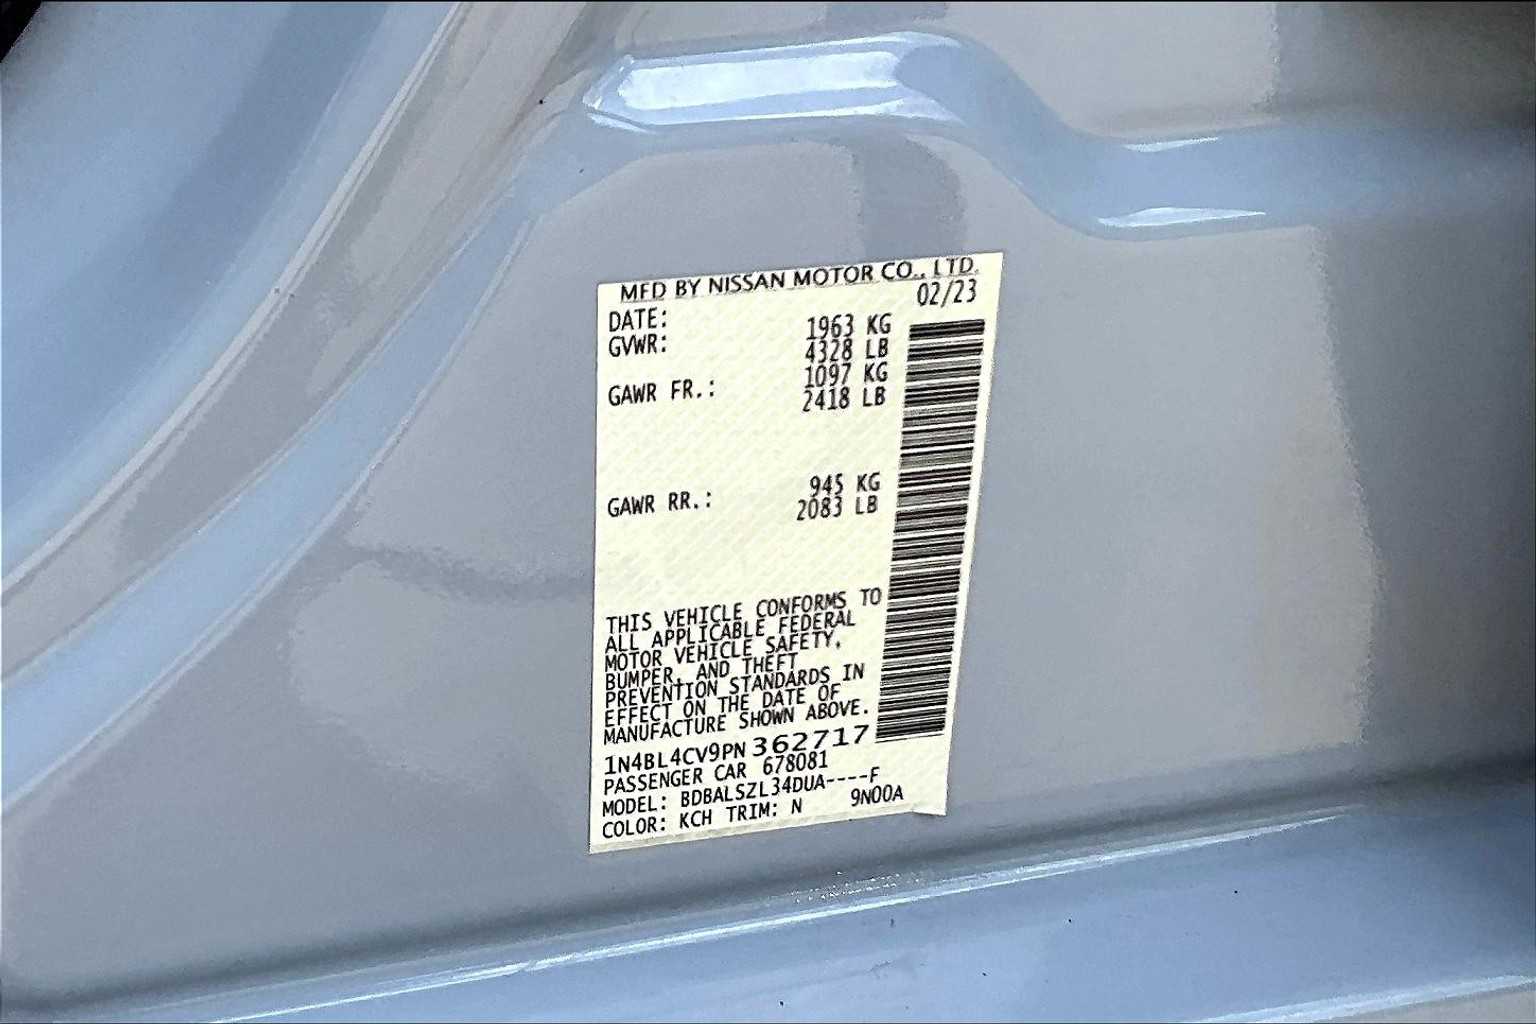 MFD BY NISSAN MOTOR CO., LTD.
DATE: 02/23
GVWR: 1963 KG
4328 LB
GAWR FR.: 1097 KG
2418 LB
GAWR RR.: 945 KG
2083 LB
THIS VEHICLE CONFORMS TO
ALL APPLICABLE FEDERAL
MOTOR VEHICLE SAFETY,
BUMPER, AND THEFT
PREVENTION STANDARDS IN
EFFECT ON THE DATE OF
MANUFACTURE SHOWN ABOVE.
1N4BL4CV9PN362717
PASSENGER CAR 678081
MODEL: BDBALSZL34DUA----F
COLOR: KCH TRIM: N 9N00A